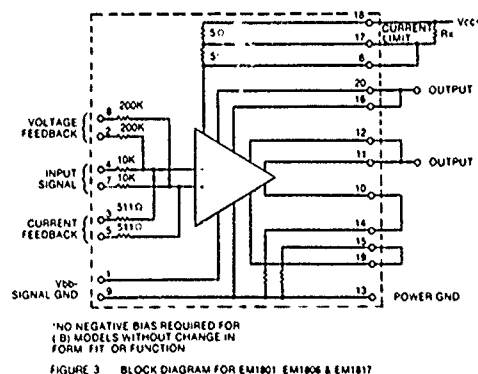 18
Vcc+
5Ω
CURRENT
LIMIT
Rx
17
5'
6
20
OUTPUT
16
200K
8
VOLTAGE
FEEDBACK
200K
2
12
11
OUTPUT
4
10K
INPUT
SIGNAL
10K
7
10
3
511Ω
CURRENT
FEEDBACK
511Ω
5
14
15
19
Vbb-
1
SIGNAL GND
9
13
POWER GND
'NO NEGATIVE BIAS REQUIRED FOR
( B) MODELS WITHOUT CHANGE IN
FORM FIT OR FUNCTION
FIGURE 3 BLOCK DIAGRAM FOR EM1801 EM1806 & EM1817